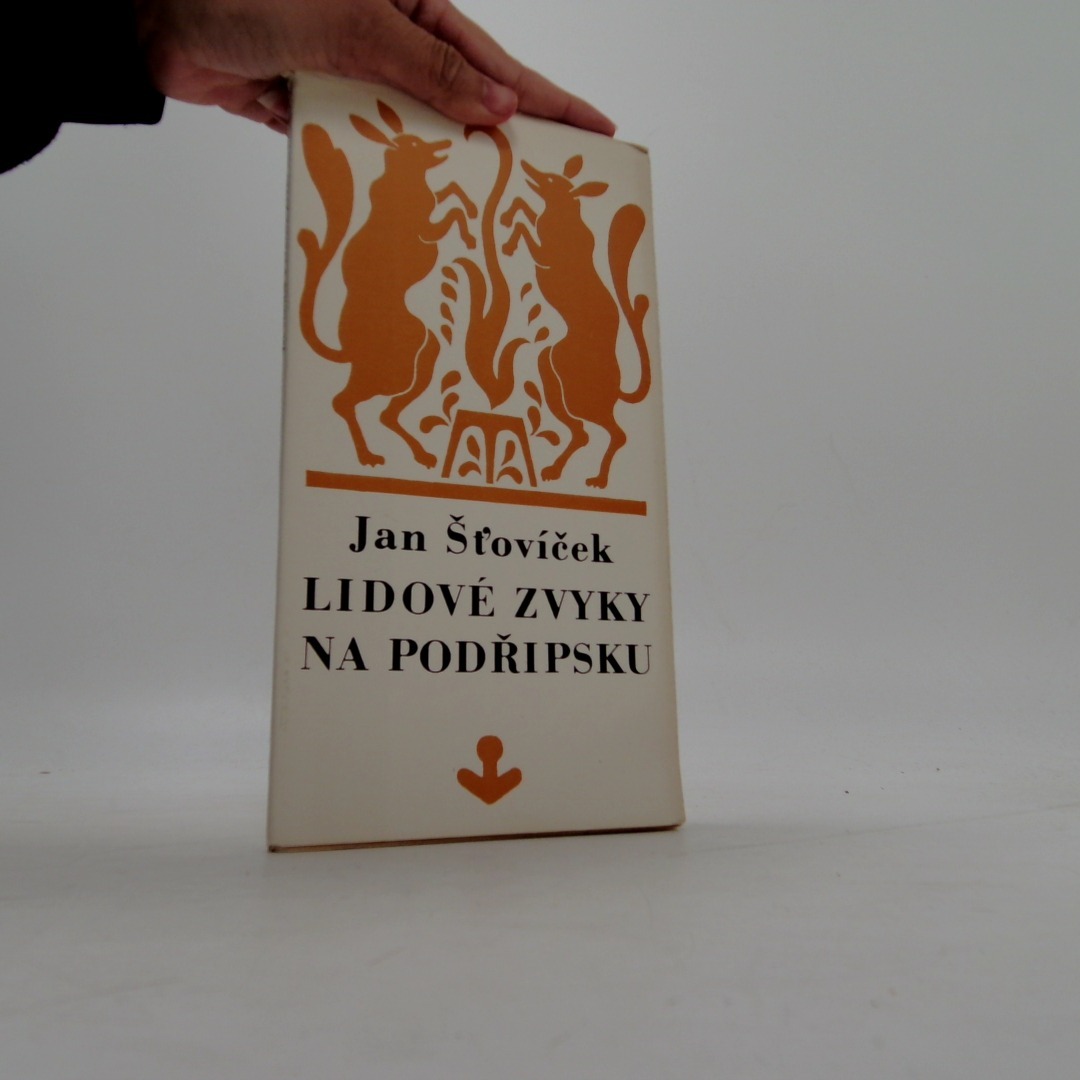 Jan Šťovíček
LIDOVÉ ZVYKY
NA PODŘIPSKU